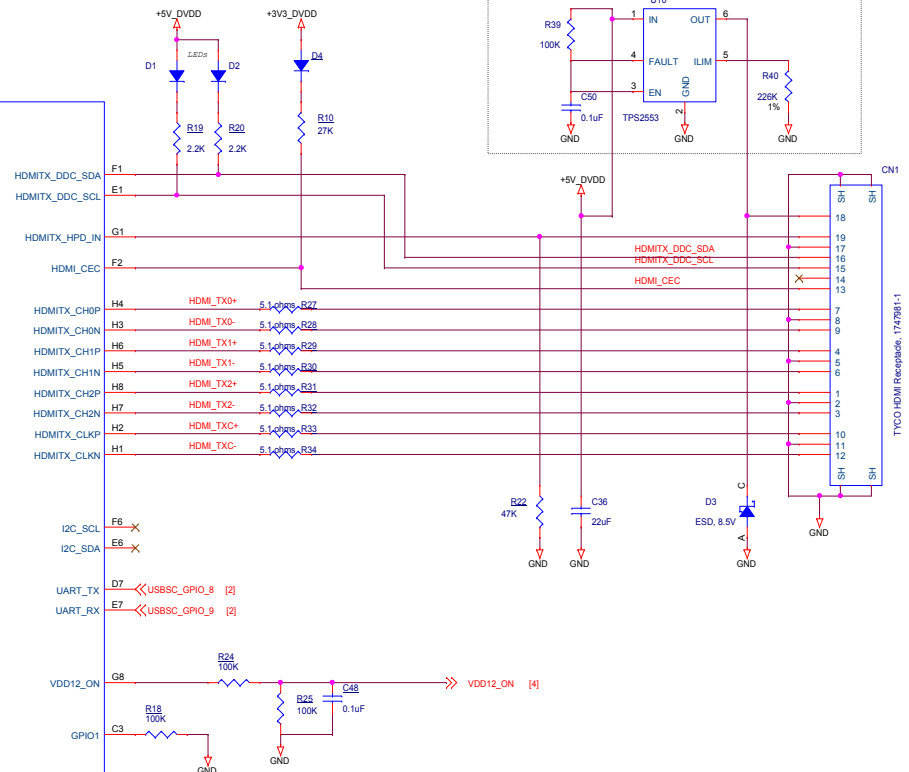 U10
+5V_DVDD
+3V3_DVDD
LEDs
D1
D2
D4
R19
2.2K
R20
2.2K
R10
27K
R39
100K
1
IN
OUT
6
4
FAULT
ILIM
5
3
EN
GND
2
TPS2553
C50
0.1uF
R40
226K
1%
GND
GND
GND
+5V_DVDD
CN1
SH
SH
HDMITX_DDC_SDA
F1
HDMITX_DDC_SCL
E1
18
HDMITX_HPD_IN
G1
19
HDMITX_DDC_SDA
17
HDMITX_DDC_SCL
16
HDMI_CEC
F2
15
HDMI_CEC
14
13
HDMITX_CH0P
H4
HDMI_TX0+
5.1 ohms
R27
7
8
HDMITX_CH0N
H3
HDMI_TX0-
5.1 ohms
R28
9
HDMITX_CH1P
H6
HDMI_TX1+
5.1 ohms
R29
4
5
HDMITX_CH1N
H5
HDMI_TX1-
5.1 ohms
R30
6
HDMITX_CH2P
H8
HDMI_TX2+
5.1 ohms
R31
1
2
HDMITX_CH2N
H7
HDMI_TX2-
5.1 ohms
R32
3
HDMITX_CLKP
H2
HDMI_TXC+
5.1 ohms
R33
10
11
HDMITX_CLKN
H1
HDMI_TXC-
5.1 ohms
R34
12
SH
SH
TYCO HDMI Receptacle, 1747981-1
R22
47K
C36
22uF
C
D3
ESD, 8.5V
A
GND
GND
GND
GND
I2C_SCL
F6
I2C_SDA
E6
UART_TX
D7
USBSC_GPIO_8 [2]
UART_RX
E7
USBSC_GPIO_9 [2]
VDD12_ON
G8
R24
100K
VDD12_ON [4]
R25
100K
C48
0.1uF
GPIO1
C3
R18
100K
GND
GND